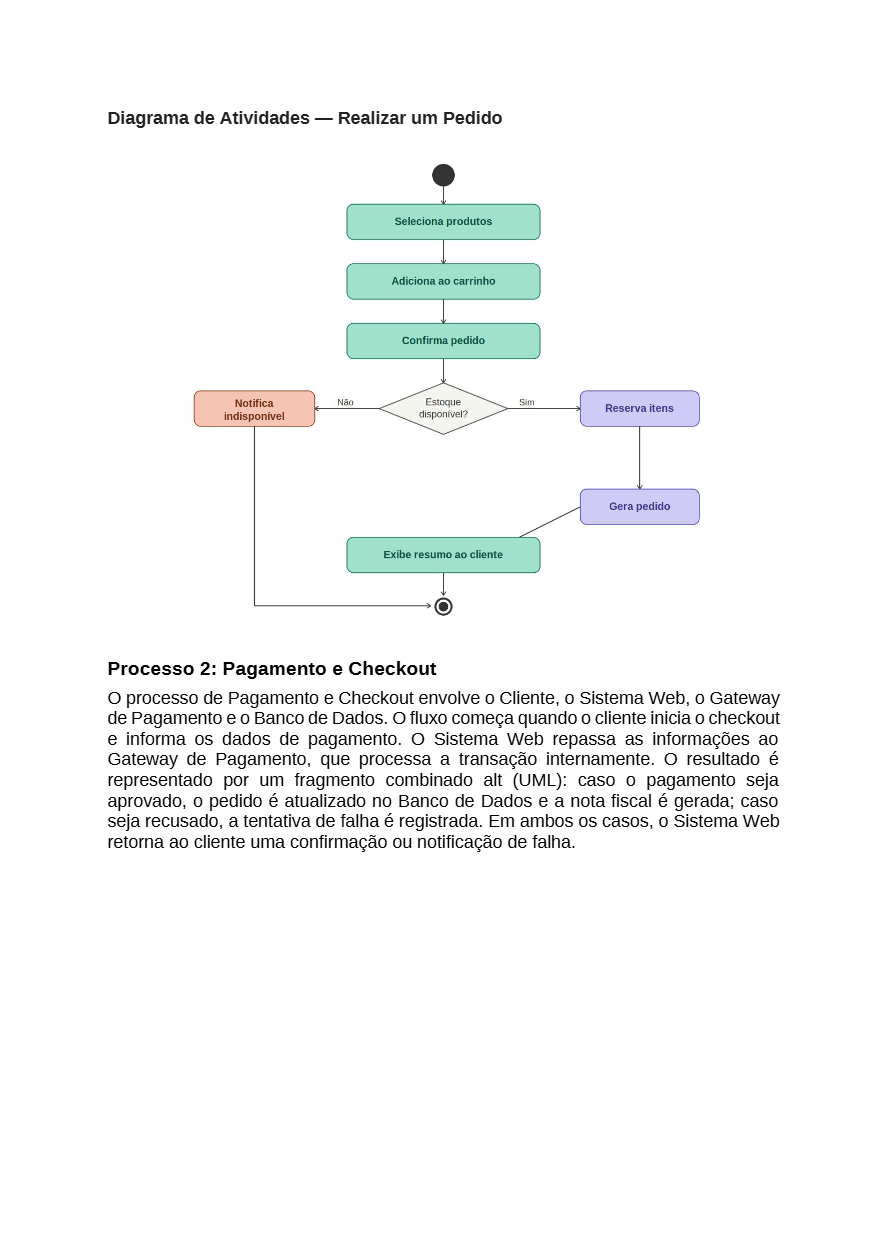 Diagrama de Atividades — Realizar um Pedido
Seleciona produtos
Adiciona ao carrinho
Confirma pedido
Notifica
indisponível
Não
Estoque
disponível?
Sim
Reserva itens
Gera pedido
Exibe resumo ao cliente
Processo 2: Pagamento e Checkout
O processo de Pagamento e Checkout envolve o Cliente, o Sistema Web, o Gateway
de Pagamento e o Banco de Dados. O fluxo começa quando o cliente inicia o checkout
e informa os dados de pagamento. O Sistema Web repassa as informações ao
Gateway de Pagamento, que processa a transação internamente. O resultado é
representado por um fragmento combinado alt (UML): caso o pagamento seja
aprovado, o pedido é atualizado no Banco de Dados e a nota fiscal é gerada; caso
seja recusado, a tentativa de falha é registrada. Em ambos os casos, o Sistema Web
retorna ao cliente uma confirmação ou notificação de falha.